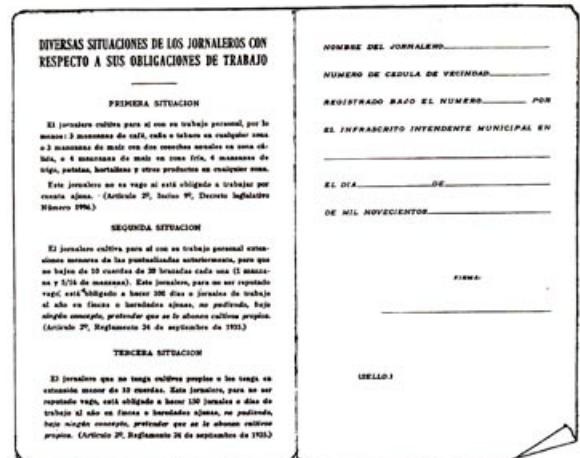 DIVERSAS SITUACIONES DE LOS JORNALEROS CON
RESPECTO A SUS OBLIGACIONES DE TRABAJO
PRIMERA SITUACION
El jornalero cultiva para sí con su trabajo personal, por lo
menos: 3 manzanas de café, caña o tabaco en cualquier zona
o 3 manzanas de maíz con dos cosechas anuales en zona cá-
lida, o 4 manzanas de maíz en zona fría, 4 manzanas de
trigo, patatas, hortalizas y otros productos en cualquier zona.
Este jornalero no es vago ni está obligado a trabajar por
cuenta ajena. (Artículo 2º, Inciso 9º, Decreto legislativo
Número 1996.)
SEGUNDA SITUACION
El jornalero cultiva para sí con su trabajo personal exten-
siones menores de las puntualizadas anteriormente, pero que
no bajen de 10 cuerdas de 20 brazadas cada una (1 manza-
na y 5/16 de manzana). Este jornalero, para no ser reputado
vago, está obligado a hacer 100 días o jornales de trabajo
al año en fincas o heredades ajenas, no pudiendo, bajo
ningún concepto, pretender que se le abonen cultivos propios.
(Artículo 2º, Reglamento 24 de septiembre de 1935.)
TERCERA SITUACION
El jornalero que no tenga cultivos propios o los tenga en
extensión menor de 10 cuerdas. Este jornalero, para no ser
reputado vago, está obligado a hacer 150 jornales o días de
trabajo al año en fincas o heredades ajenas, no pudiendo,
bajo ningún concepto, pretender que se le abonen cultivos
propios. (Artículo 2º, Reglamento 24 de septiembre de 1935.)
NOMBRE DEL JORNALERO
NUMERO DE CEDULA DE VECINDAD
REGISTRADO BAJO EL NUMERO POR
EL INFRASCRITO INTENDENTE MUNICIPAL EN
EL DIA DE
DE MIL NOVECIENTOS
FIRMA:
(SELLO.)